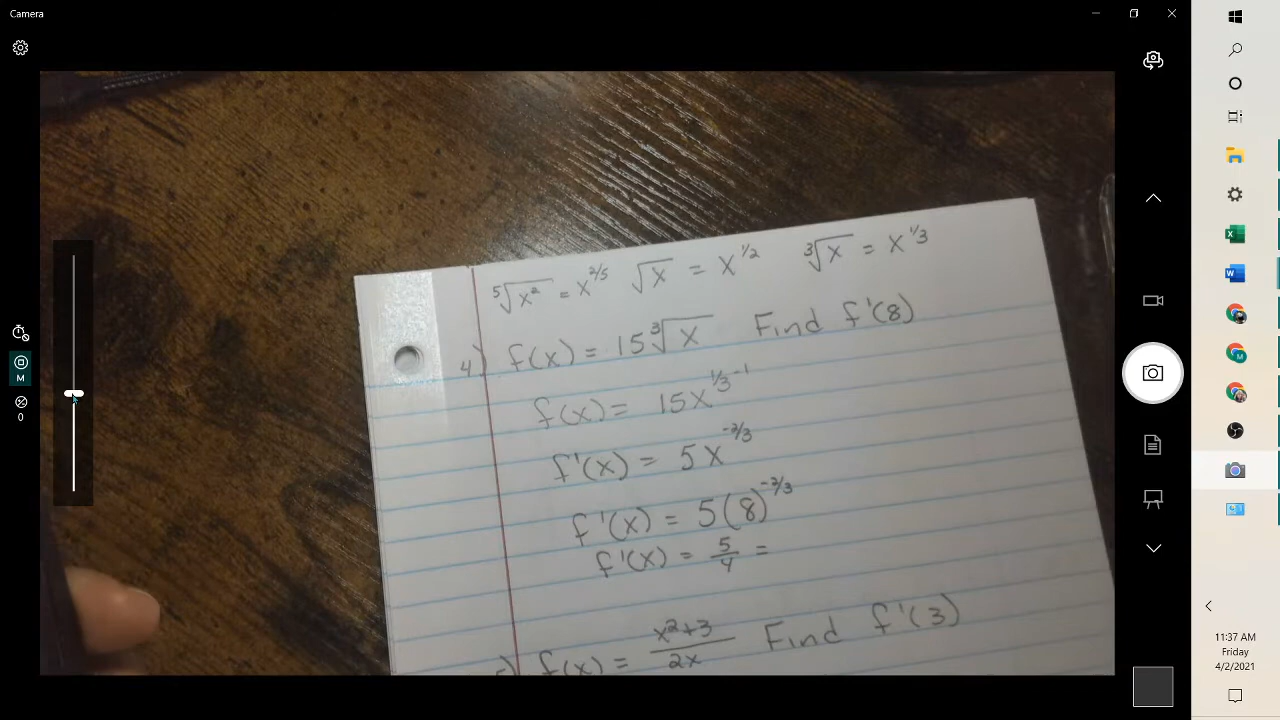 Camera
⁵√x² = x^2/5 √x = x^1/2 ³√x = x^1/3
4) f(x) = 15 ³√x Find f'(8)
f(x) = 15x^1/3 -1
f'(x) = 5x^-2/3
f'(x) = 5(8)^-2/3
f'(x) = 5/4 =
f(x) = x²+3/2x Find f'(3)
M
0
11:37 AM
Friday
4/2/2021